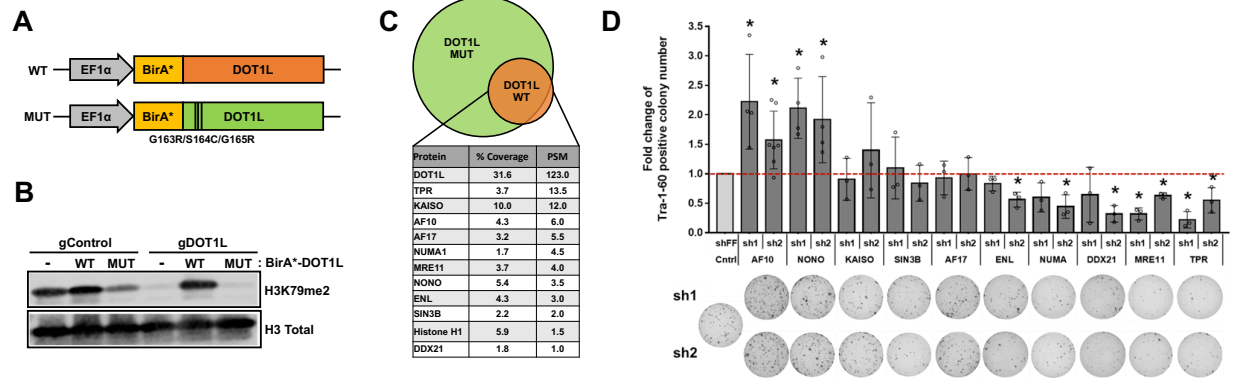 A
WT
EF1α
BirA*
DOT1L
MUT
EF1α
BirA*
DOT1L
G163R/S164C/G165R
B
gControl
gDOT1L
- WT MUT - WT MUT : BirA*-DOT1L
H3K79me2
H3 Total
C
DOT1L
MUT
DOT1L
WT
Protein % Coverage PSM
DOT1L 31.6 123.0
TPR 3.7 13.5
KAISO 10.0 12.0
AF10 4.3 6.0
AF17 3.2 5.5
NUMA1 1.7 4.5
MRE11 3.7 4.0
NONO 5.4 3.5
ENL 4.3 3.0
SIN3B 2.2 2.0
Histone H1 5.9 1.5
DDX21 1.8 1.0
D
Fold change of
Tra-1-60 positive colony number
3.5
3.0
2.5
2.0
1.5
1.0
0.5
0.0
* * * * * * * * * * *
shFF sh1 sh2 sh1 sh2 sh1 sh2 sh1 sh2 sh1 sh2 sh1 sh2 sh1 sh2 sh1 sh2 sh1 sh2 sh1 sh2
Cntrl AF10 NONO KAISO SIN3B AF17 ENL NUMA DDX21 MRE11 TPR
sh1
sh2